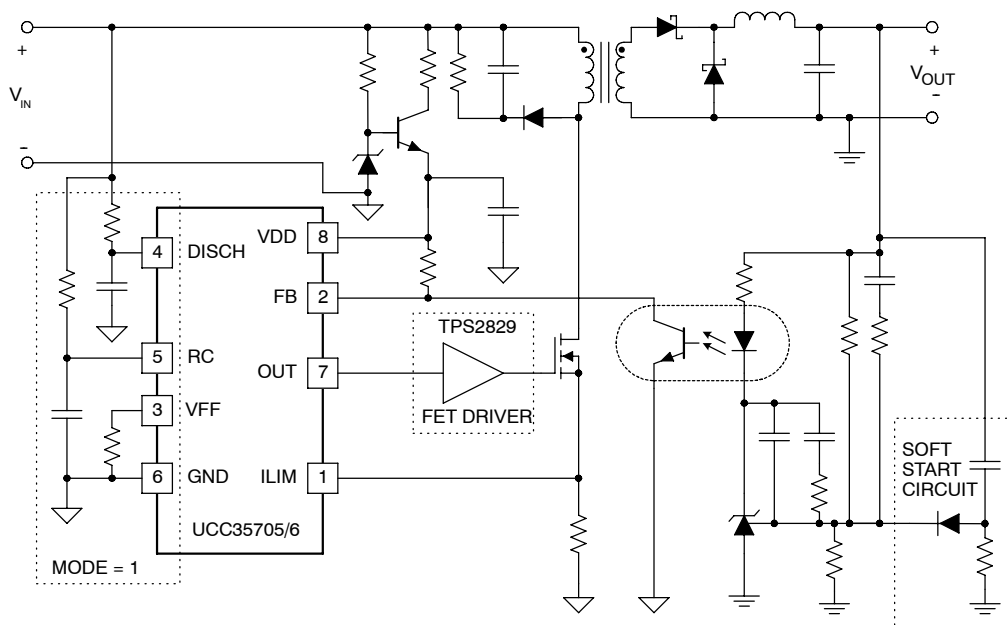 +
V_IN
−
+
V_OUT
−
4 DISCH
VDD 8
FB 2
5 RC
OUT 7
3 VFF
6 GND
ILIM 1
UCC35705/6
MODE = 1
TPS2829
FET DRIVER
SOFT
START
CIRCUIT